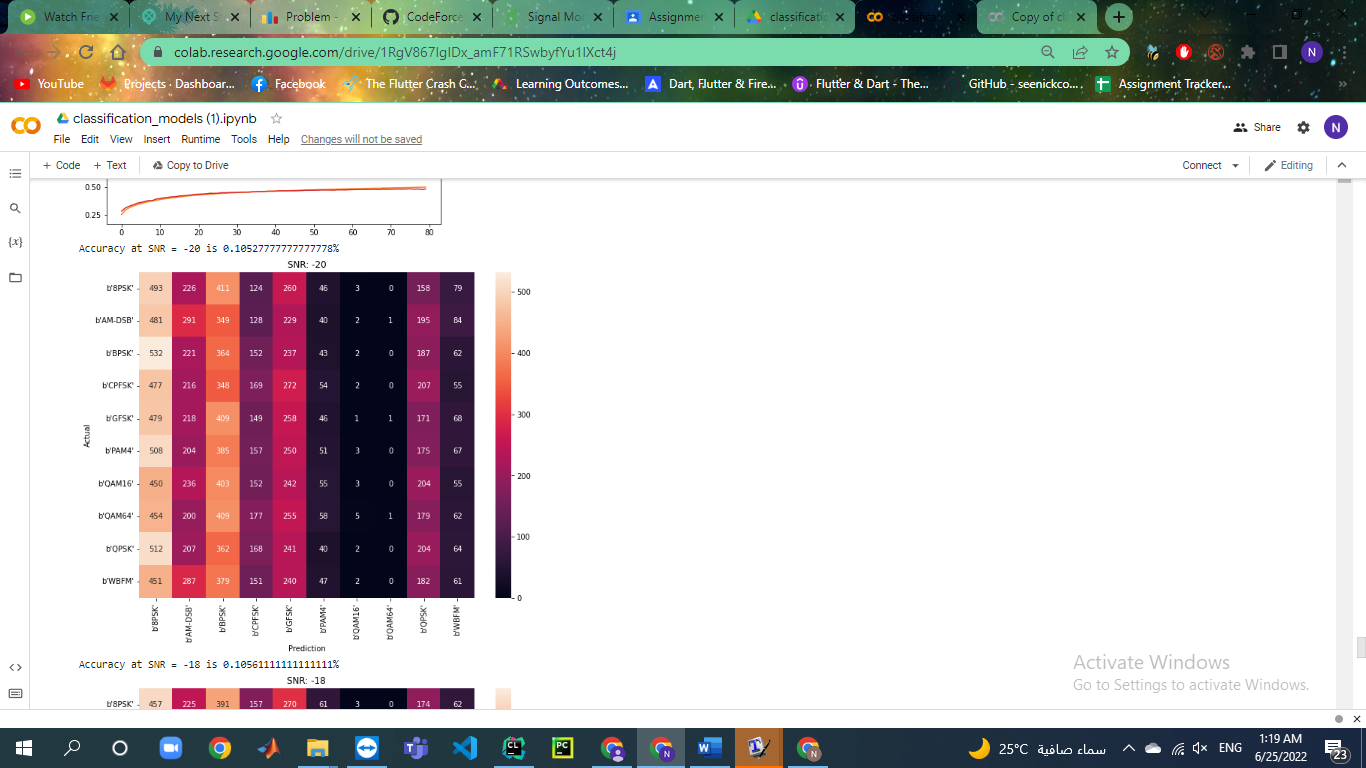 Watch Frie
My Next S
Problem -
CodeForce
Signal Mo
Assignmen
classificatio
Copy of cl
colab.research.google.com/drive/1RgV867IgIDx_amF71RSwbyfYu1IXct4j
YouTube
Projects · Dashboar...
Facebook
The Flutter Crash C...
Learning Outcomes...
Dart, Flutter & Fire...
Flutter & Dart - The...
GitHub - seenickco...
Assignment Tracker...
»
N
CO
classification_models (1).ipynb
File Edit View Insert Runtime Tools Help Changes will not be saved
Share
N
+ Code + Text Copy to Drive
Connect
Editing
{x}
0.50
0.25
0 10 20 30 40 50 60 70 80
Accuracy at SNR = -20 is 0.10527777777777778%
SNR: -20
b'8PSK' 493 226 411 124 260 46 3 0 158 79
b'AM-DSB' 481 291 349 128 229 40 2 1 195 84
b'BPSK' 532 221 364 152 237 43 2 0 187 62
b'CPFSK' 477 216 348 169 272 54 2 0 207 55
b'GFSK' 479 218 409 149 258 46 1 1 171 68
b'PAM4' 508 204 385 157 250 51 3 0 175 67
b'QAM16' 450 236 403 152 242 55 3 0 204 55
b'QAM64' 454 200 409 177 255 58 5 1 179 62
b'QPSK' 512 207 362 168 241 40 2 0 204 64
b'WBFM' 451 287 379 151 240 47 2 0 182 61
Actual
b'8PSK' b'AM-DSB' b'BPSK' b'CPFSK' b'GFSK' b'PAM4' b'QAM16' b'QAM64' b'QPSK' b'WBFM'
Prediction
500
400
300
200
100
0
Accuracy at SNR = -18 is 0.10561111111111111%
SNR: -18
b'8PSK' 457 225 391 157 270 61 3 0 174 62
Activate Windows
Go to Settings to activate Windows.
25°C سماء صافية
ENG
1:19 AM
6/25/2022
23